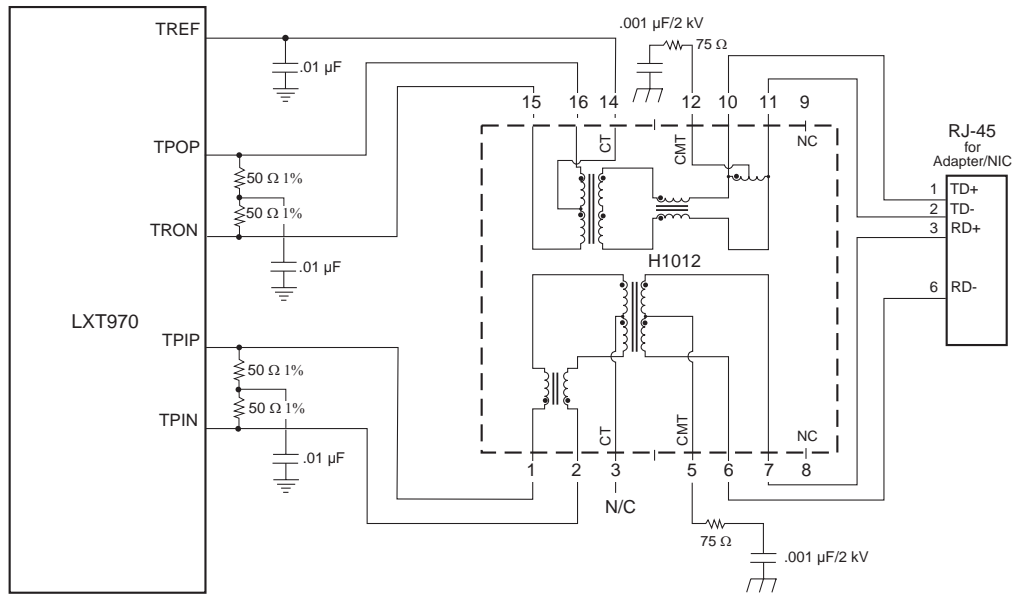 .001 µF/2 kV
TREF
75 Ω
.01 µF
15 16 14 12 10 11 9
CT
CMT
NC
RJ-45
for
Adapter/NIC
TPOP
50 Ω 1%
50 Ω 1%
TRON
.01 µF
1 TD+
2 TD-
3 RD+
6 RD-
H1012
LXT970
TPIP
50 Ω 1%
50 Ω 1%
TPIN
.01 µF
CT
CMT
NC
1 2 3 5 6 7 8
N/C
75 Ω
.001 µF/2 kV